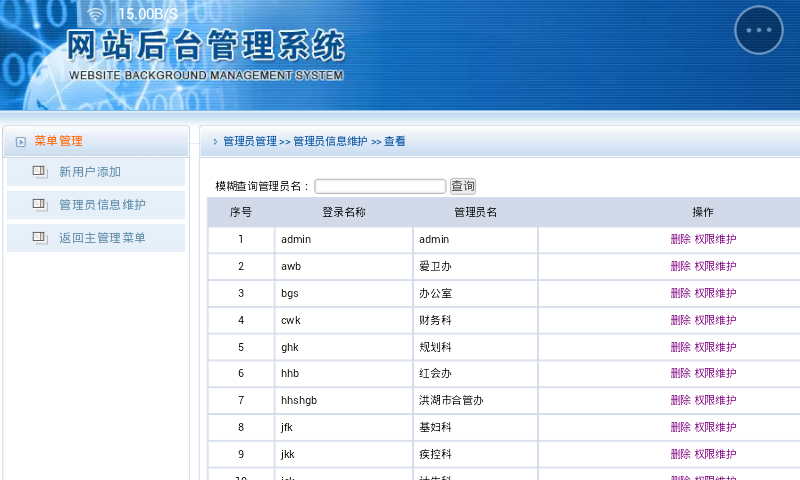 15.00B/S
网站后台管理系统
WEBSITE BACKGROUND MANAGEMENT SYSTEM
菜单管理
新用户添加
管理员信息维护
返回主管理菜单
管理员管理 >> 管理员信息维护 >> 查看
模糊查询管理员名： 查询
序号 登录名称 管理员名 操作
1 admin admin 删除 权限维护
2 awb 爱卫办 删除 权限维护
3 bgs 办公室 删除 权限维护
4 cwk 财务科 删除 权限维护
5 ghk 规划科 删除 权限维护
6 hhb 红会办 删除 权限维护
7 hhshgb 洪湖市合管办 删除 权限维护
8 jfk 基妇科 删除 权限维护
9 jkk 疾控科 删除 权限维护
10 删除 权限维护